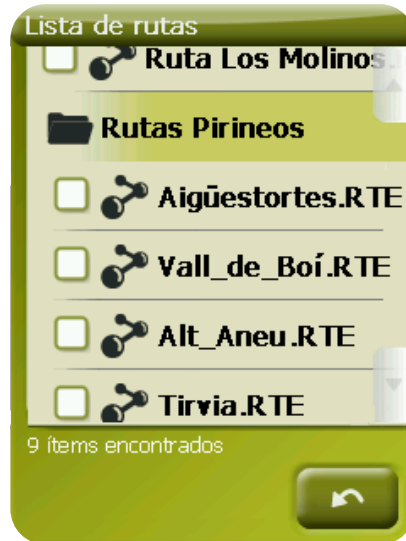 Lista de rutas
Ruta Los Molinos.
Rutas Pirineos
Aigüestortes.RTE
Vall_de_Boí.RTE
Alt_Aneu.RTE
Tirvia.RTE
9 ítems encontrados